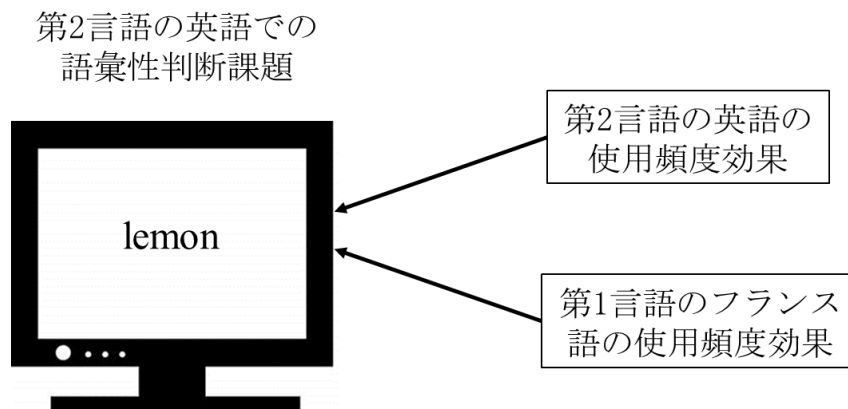 第2言語の英語での
語彙性判断課題
lemon
第2言語の英語の
使用頻度効果
第1言語のフランス
語の使用頻度効果